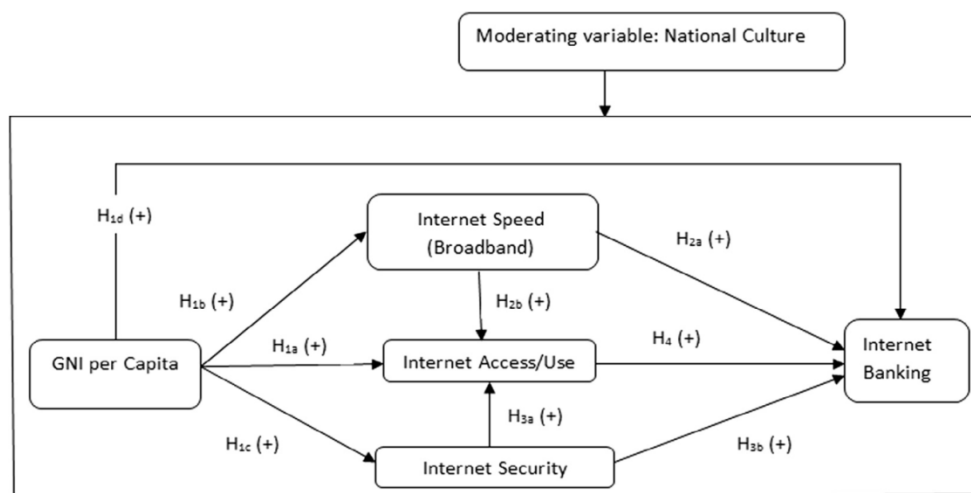 Moderating variable: National Culture
H₁d (+)
Internet Speed
(Broadband)
H₂ₐ (+)
H₁b (+)
H₂b (+)
H₁ₐ (+)
H₄ (+)
GNI per Capita
Internet Access/Use
Internet
Banking
H₃ₐ (+)
H₁c (+)
H₃b (+)
Internet Security